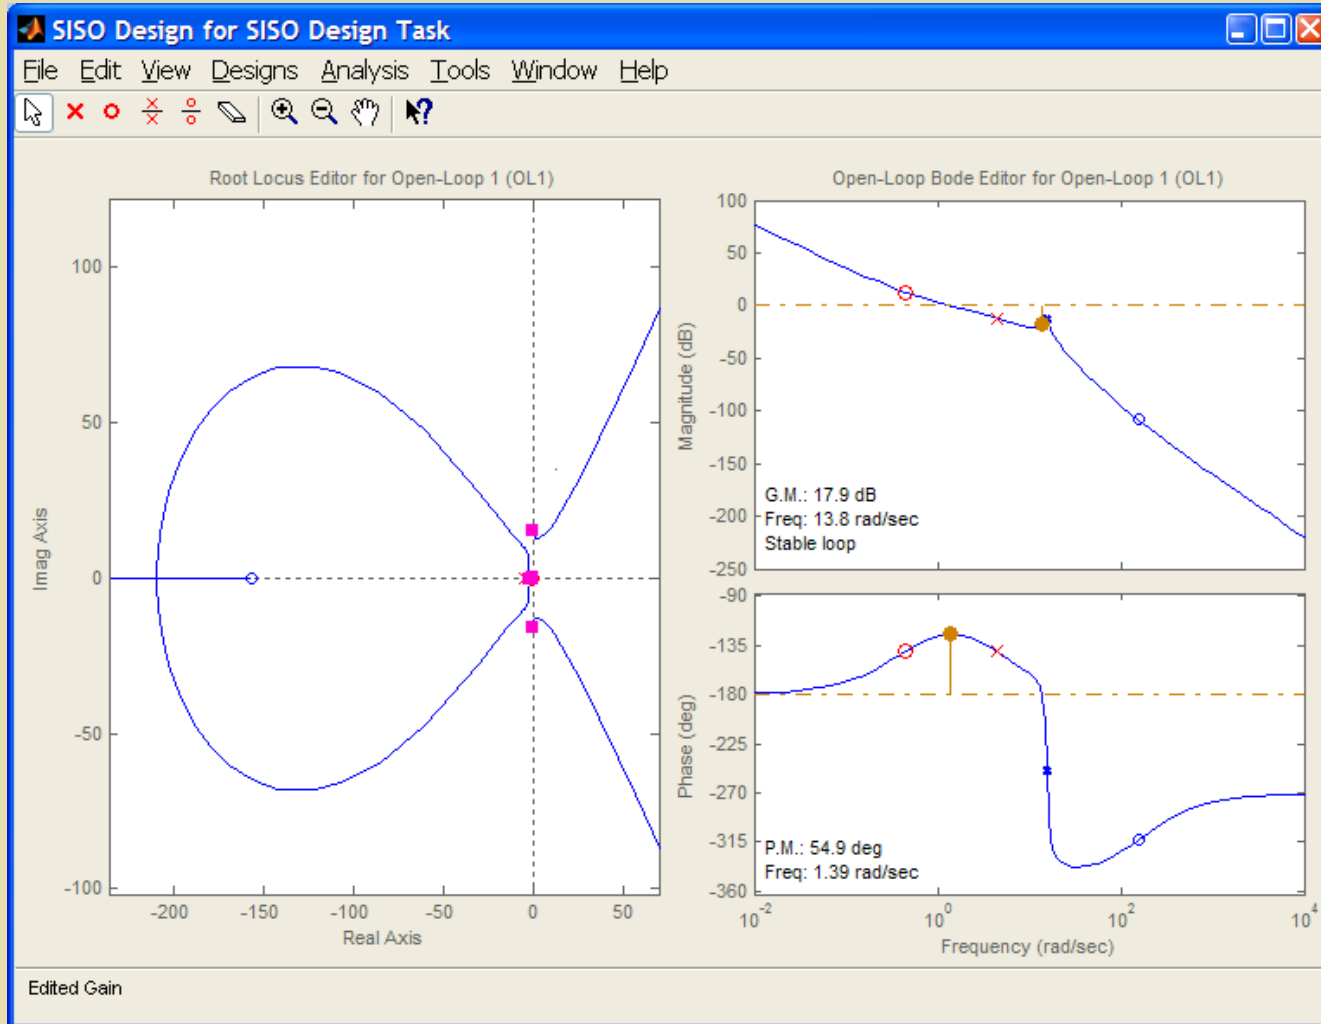 SISO Design for SISO Design Task
File Edit View Designs Analysis Tools Window Help
Root Locus Editor for Open-Loop 1 (OL1)
100
50
0
-50
-100
Imag Axis
-200 -150 -100 -50 0 50
Real Axis
Open-Loop Bode Editor for Open-Loop 1 (OL1)
100
50
0
-50
-100
-150
-200
-250
Magnitude (dB)
G.M.: 17.9 dB
Freq: 13.8 rad/sec
Stable loop
-90
-135
-180
-225
-270
-315
-360
Phase (deg)
P.M.: 54.9 deg
Freq: 1.39 rad/sec
10^-2 10^0 10^2 10^4
Frequency (rad/sec)
Edited Gain